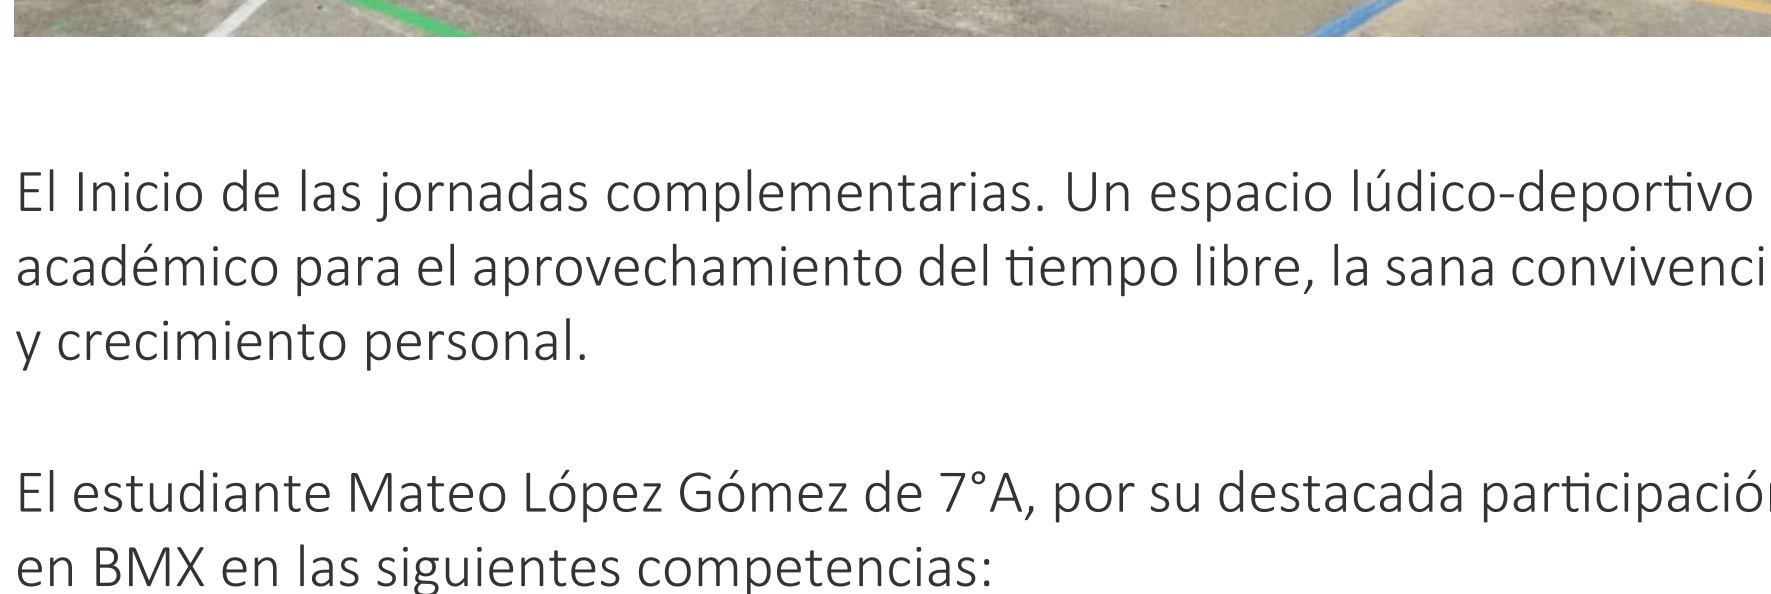 El Inicio de las jornadas complementarias. Un espacio lúdico-deportivo
académico para el aprovechamiento del tiempo libre, la sana convivenci
y crecimiento personal.
El estudiante Mateo López Gómez de 7°A, por su destacada participación
en BMX en las siguientes competencias: